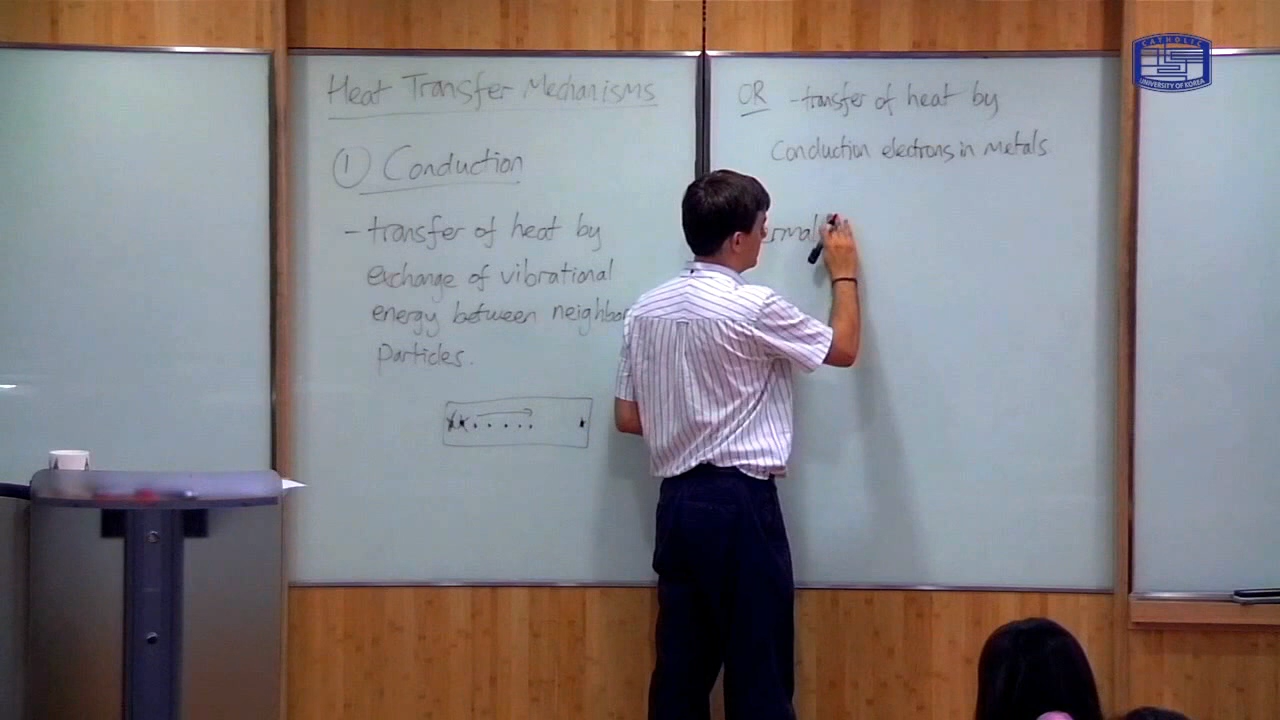 Heat Transfer Mechanisms
① Conduction
- transfer of heat by
exchange of vibrational
energy between neighbo
particles.
OR - transfer of heat by
conduction electrons in metals
rmal
CATHOLIC
UNIVERSITY OF KOREA